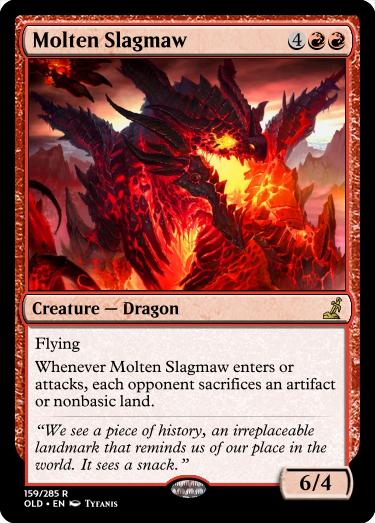 Molten Slagmaw 4
Creature — Dragon
Flying
Whenever Molten Slagmaw enters or
attacks, each opponent sacrifices an artifact
or nonbasic land.
“We see a piece of history, an irreplaceable
landmark that reminds us of our place in the
world. It sees a snack.”
6/4
159/285 R
OLD • EN Tyfanis